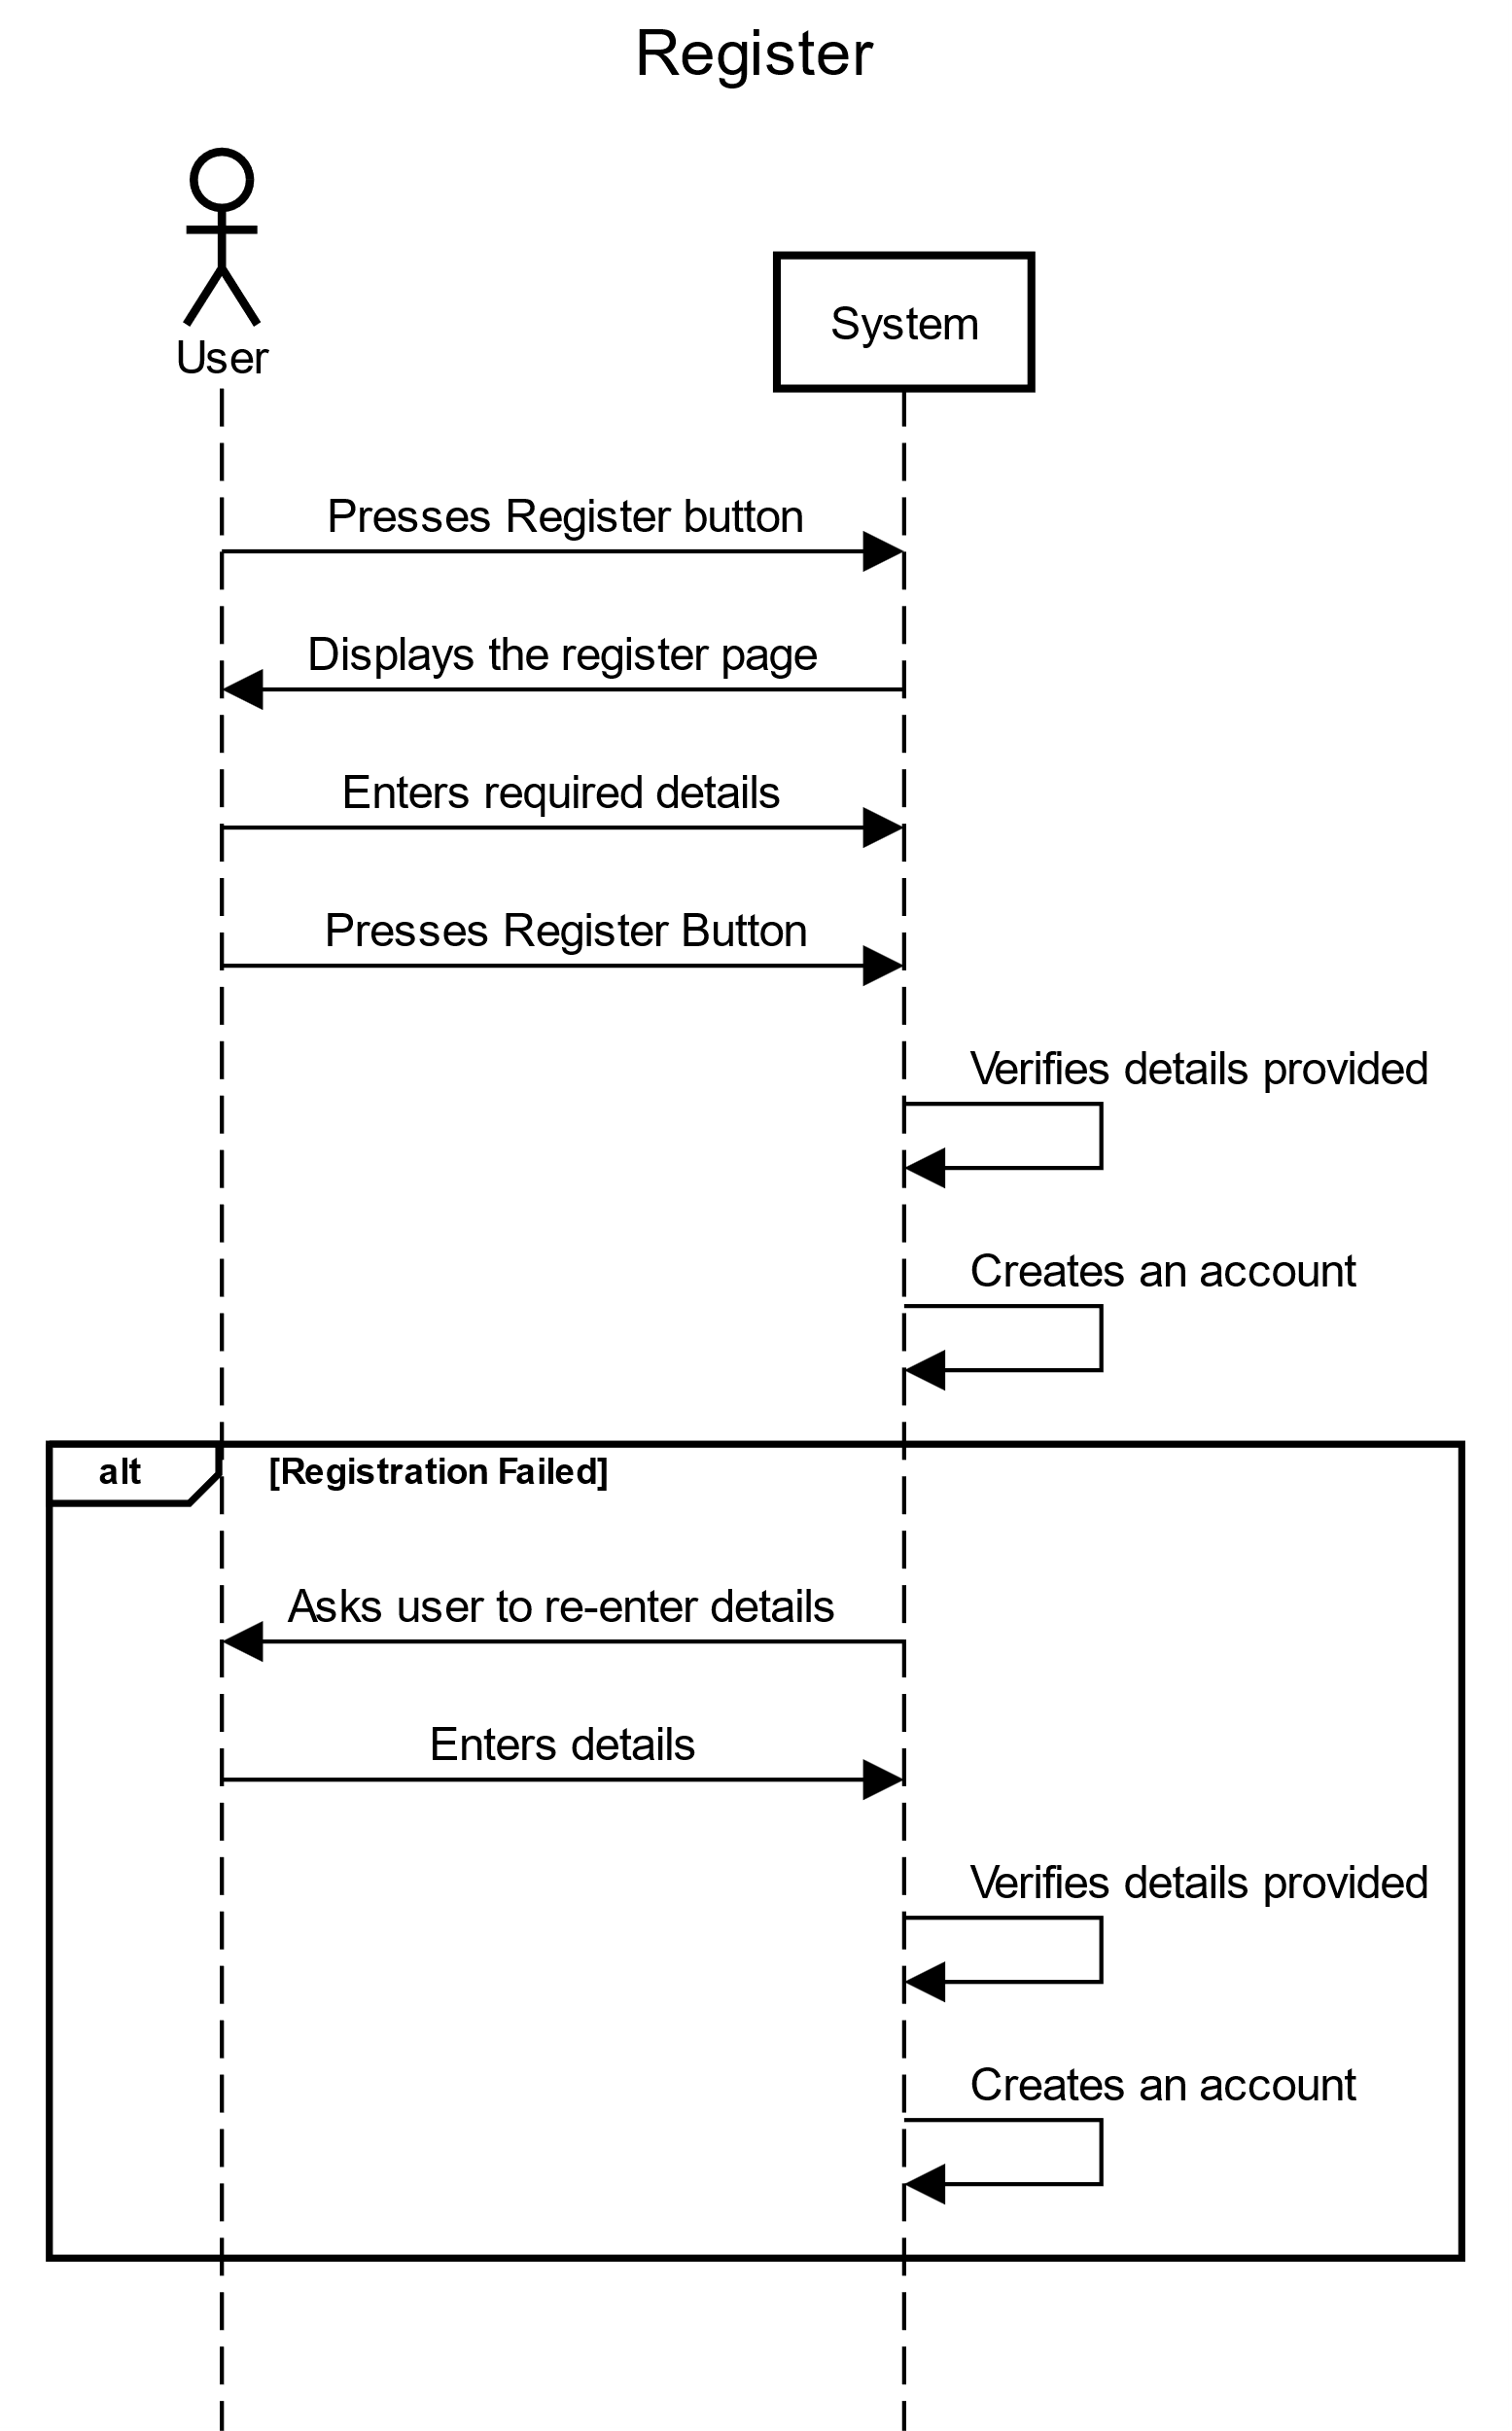 Register
User
System
Presses Register button
Displays the register page
Enters required details
Presses Register Button
Verifies details provided
Creates an account
alt
[Registration Failed]
Asks user to re-enter details
Enters details
Verifies details provided
Creates an account